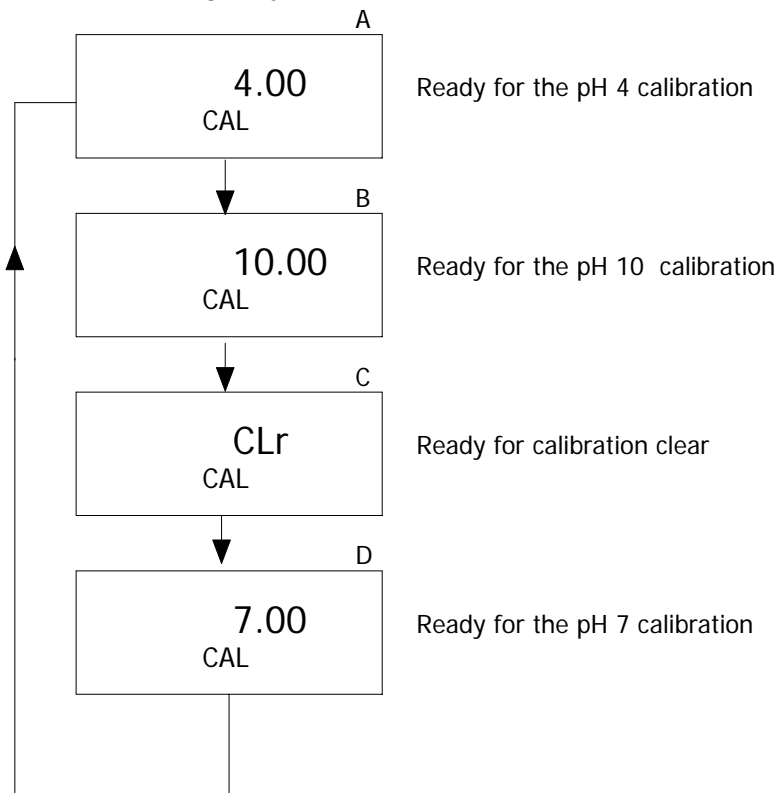 A
4.00
CAL
Ready for the pH 4 calibration
B
10.00
CAL
Ready for the pH 10 calibration
C
CLr
CAL
Ready for calibration clear
D
7.00
CAL
Ready for the pH 7 calibration